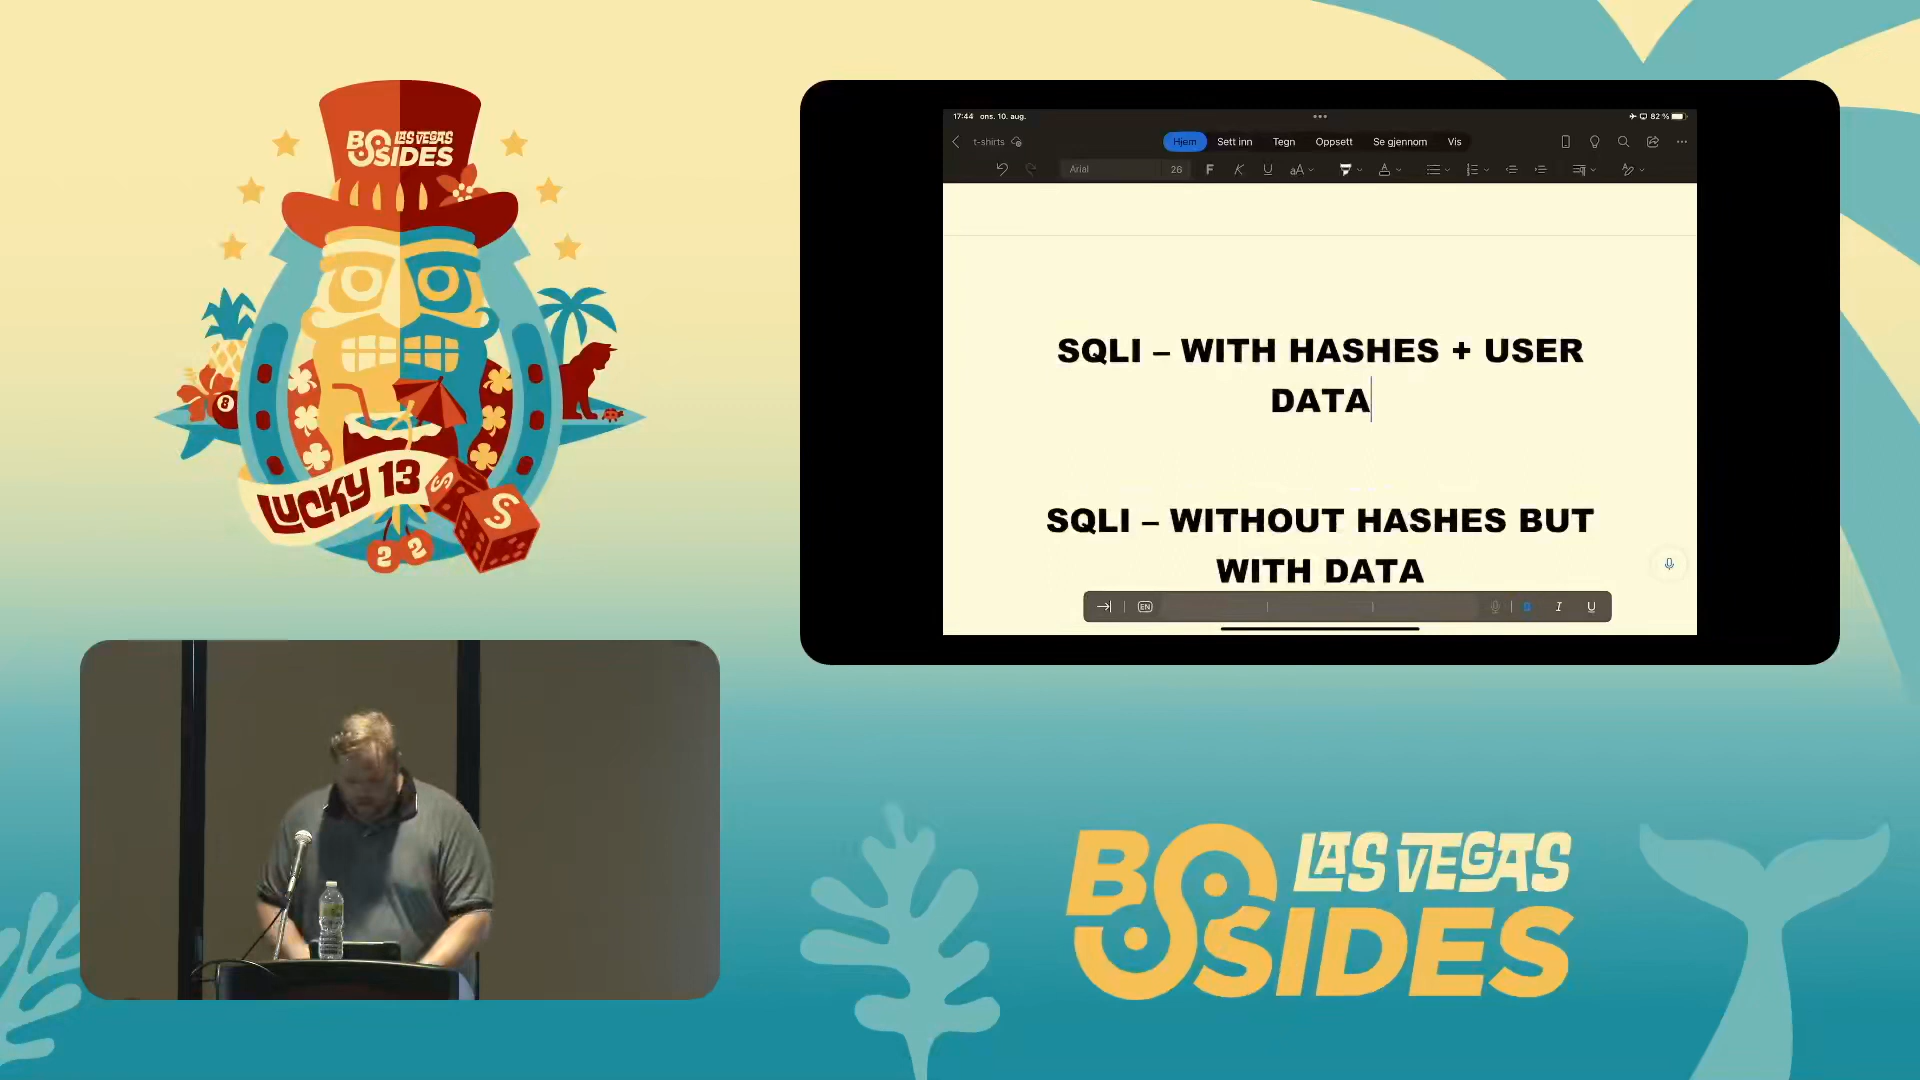 BSIDES LAS VEGAS
LUCKY 13
22
8
S
S
17:44 ons. 10. aug.
82 %
t-shirts
Hjem Sett inn Tegn Oppsett Se gjennom Vis
Arial 26 F K U aA A
SQLI – WITH HASHES + USER
DATA
SQLI – WITHOUT HASHES BUT
WITH DATA
EN I U
BSIDES LAS VEGAS